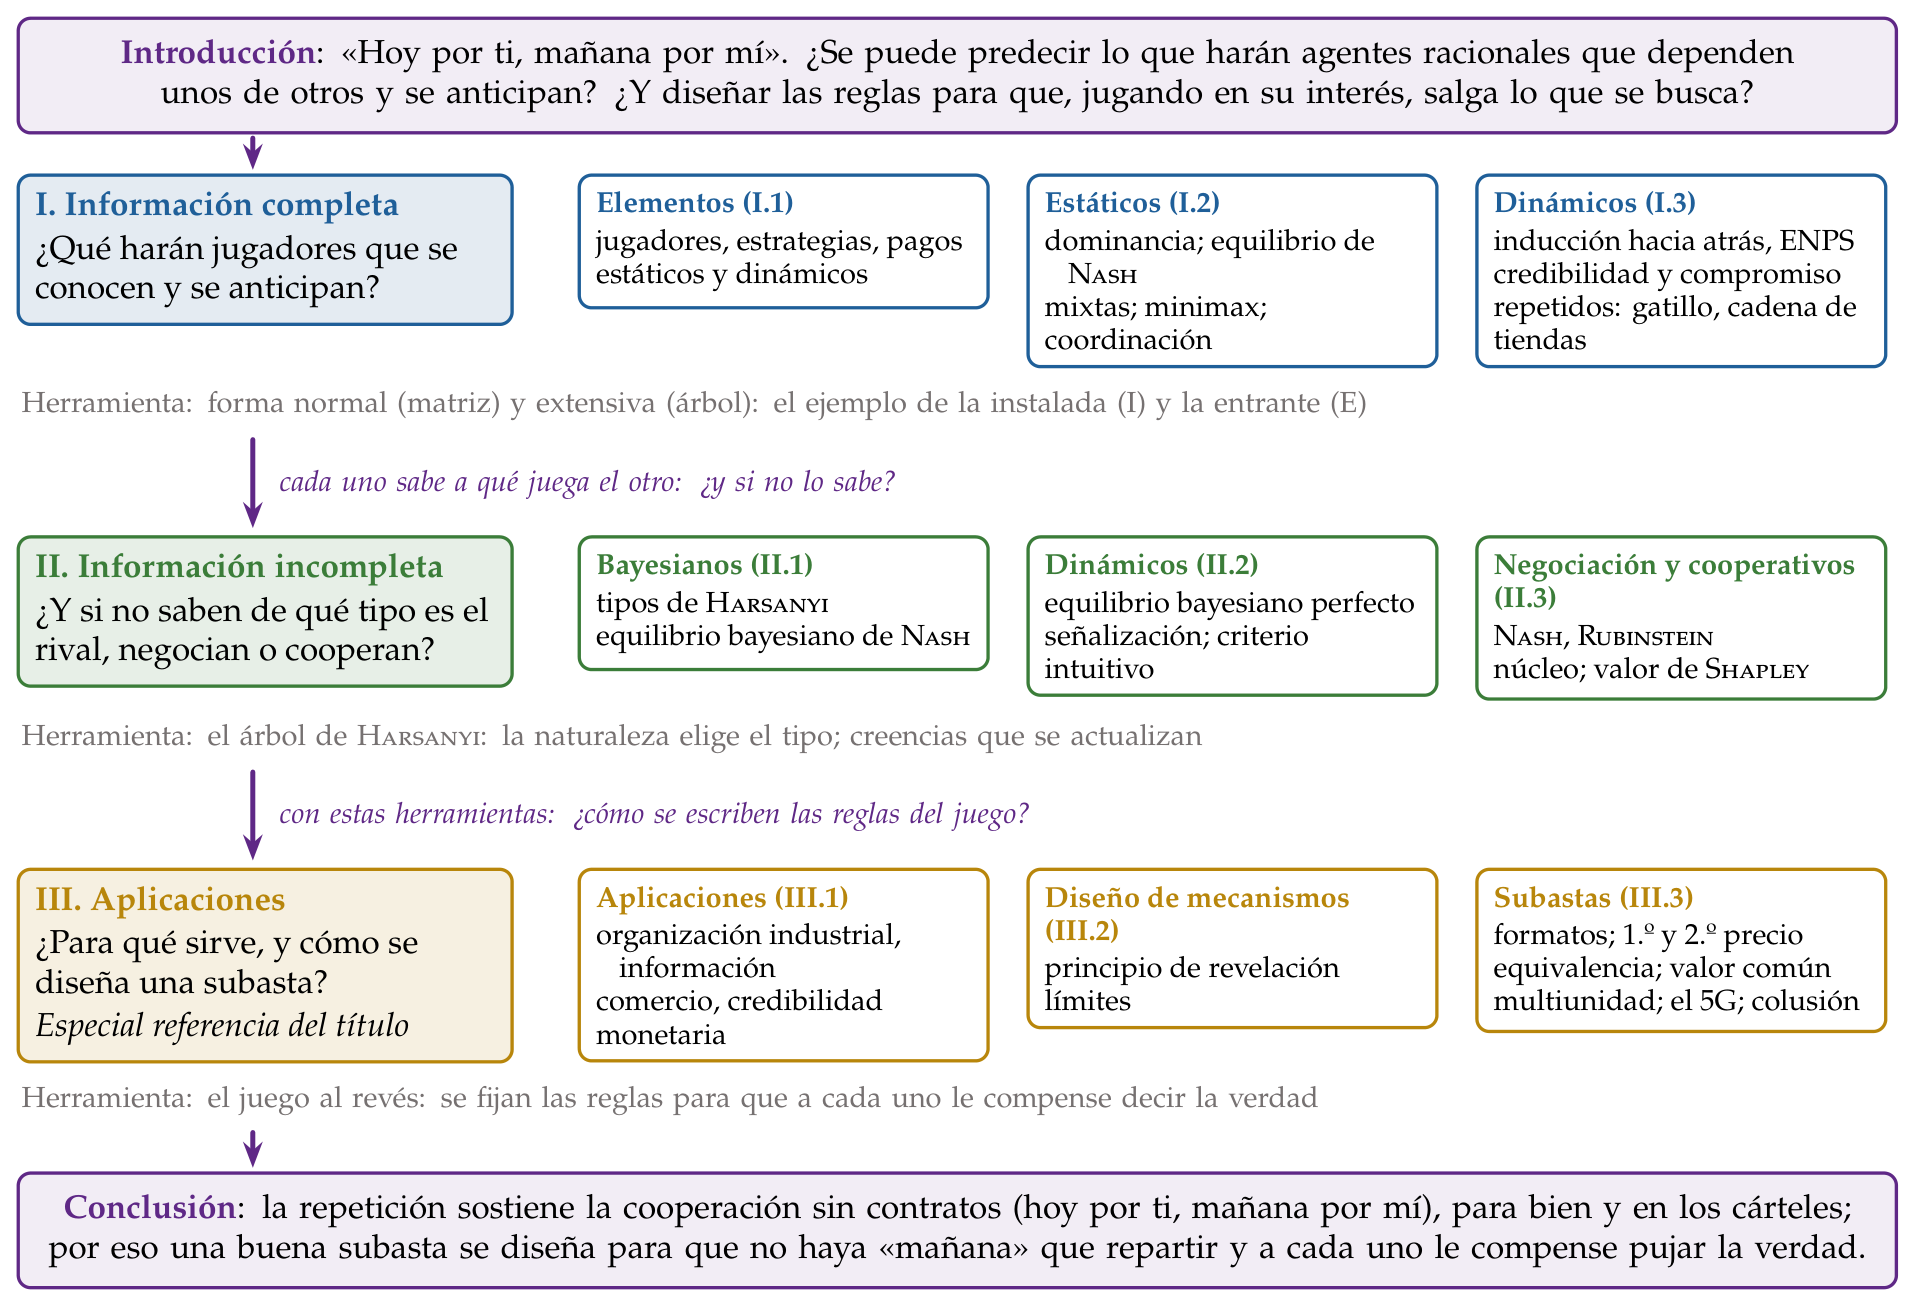 Introducción: «Hoy por ti, mañana por mí». ¿Se puede predecir lo que harán agentes racionales que dependen
unos de otros y se anticipan? ¿Y diseñar las reglas para que, jugando en su interés, salga lo que se busca?
I. Información completa
¿Qué harán jugadores que se
conocen y se anticipan?
Elementos (I.1)
jugadores, estrategias, pagos
estáticos y dinámicos
Estáticos (I.2)
dominancia; equilibrio de
NASH
mixtas; minimax;
coordinación
Dinámicos (I.3)
inducción hacia atrás, ENPS
credibilidad y compromiso
repetidos: gatillo, cadena de
tiendas
Herramienta: forma normal (matriz) y extensiva (árbol): el ejemplo de la instalada (I) y la entrante (E)
cada uno sabe a qué juega el otro: ¿y si no lo sabe?
II. Información incompleta
¿Y si no saben de qué tipo es el
rival, negocian o cooperan?
Bayesianos (II.1)
tipos de HARSANYI
equilibrio bayesiano de NASH
Dinámicos (II.2)
equilibrio bayesiano perfecto
señalización; criterio
intuitivo
Negociación y cooperativos
(II.3)
NASH, RUBINSTEIN
núcleo; valor de SHAPLEY
Herramienta: el árbol de HARSANYI: la naturaleza elige el tipo; creencias que se actualizan
con estas herramientas: ¿cómo se escriben las reglas del juego?
III. Aplicaciones
¿Para qué sirve, y cómo se
diseña una subasta?
Especial referencia del título
Aplicaciones (III.1)
organización industrial,
información
comercio, credibilidad
monetaria
Diseño de mecanismos
(III.2)
principio de revelación
límites
Subastas (III.3)
formatos; 1.º y 2.º precio
equivalencia; valor común
multiunidad; el 5G; colusión
Herramienta: el juego al revés: se fijan las reglas para que a cada uno le compense decir la verdad
Conclusión: la repetición sostiene la cooperación sin contratos (hoy por ti, mañana por mí), para bien y en los cárteles;
por eso una buena subasta se diseña para que no haya «mañana» que repartir y a cada uno le compense pujar la verdad.